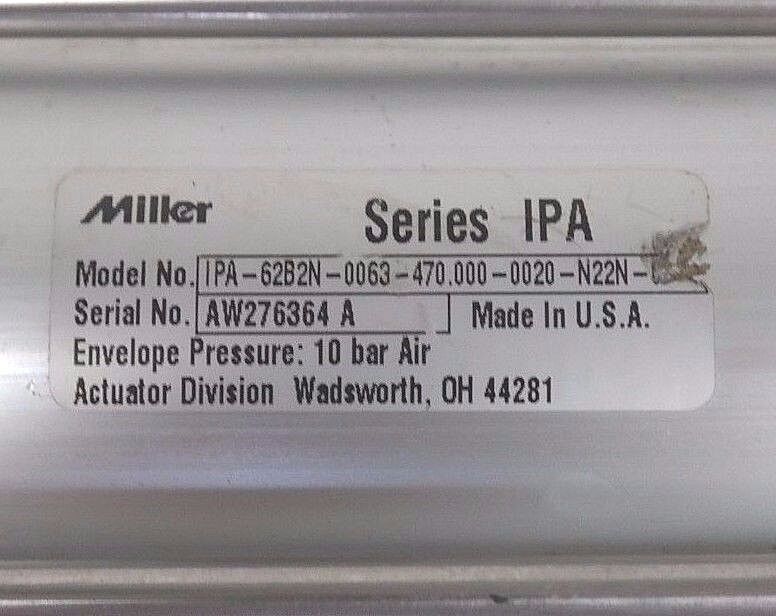 Miller
Series IPA
Model No. IPA-62B2N-0063-470.000-0020-N22N-
Serial No. AW276364 A Made In U.S.A.
Envelope Pressure: 10 bar Air
Actuator Division Wadsworth, OH 44281